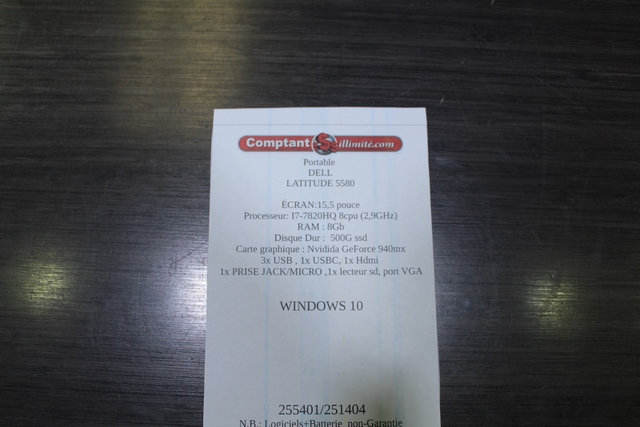 Comptant $ illimité.com
Portable
DELL
LATITUDE 5580
ÉCRAN:15,5 pouce
Processeur: I7-7820HQ 8cpu (2,9GHz)
RAM : 8Gb
Disque Dur : 500G ssd
Carte graphique : Nvidida GeForce 940mx
3x USB , 1x USBC, 1x Hdmi
1x PRISE JACK/MICRO ,1x lecteur sd, port VGA
WINDOWS 10
255401/251404
N.B.: Logiciels+Batterie non-Garantie